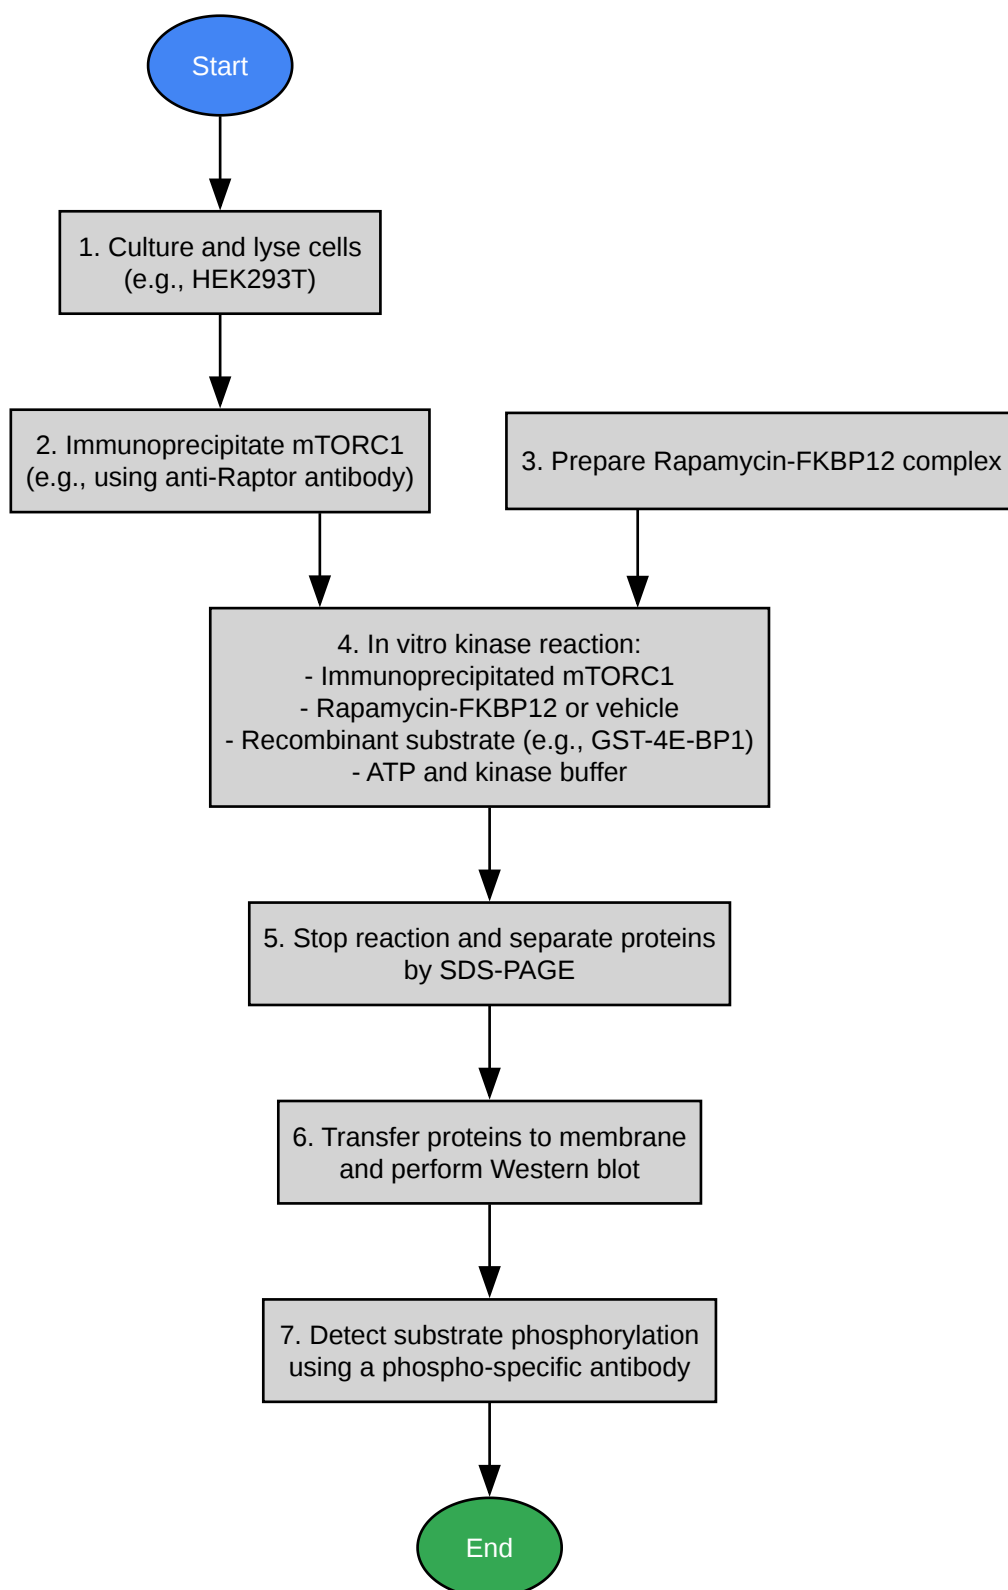 Start
1. Culture and lyse cells
(e.g., HEK293T)
2. Immunoprecipitate mTORC1
(e.g., using anti-Raptor antibody)
3. Prepare Rapamycin-FKBP12 complex
4. In vitro kinase reaction:
- Immunoprecipitated mTORC1
- Rapamycin-FKBP12 or vehicle
- Recombinant substrate (e.g., GST-4E-BP1)
- ATP and kinase buffer
5. Stop reaction and separate proteins
by SDS-PAGE
6. Transfer proteins to membrane
and perform Western blot
7. Detect substrate phosphorylation
using a phospho-specific antibody
End